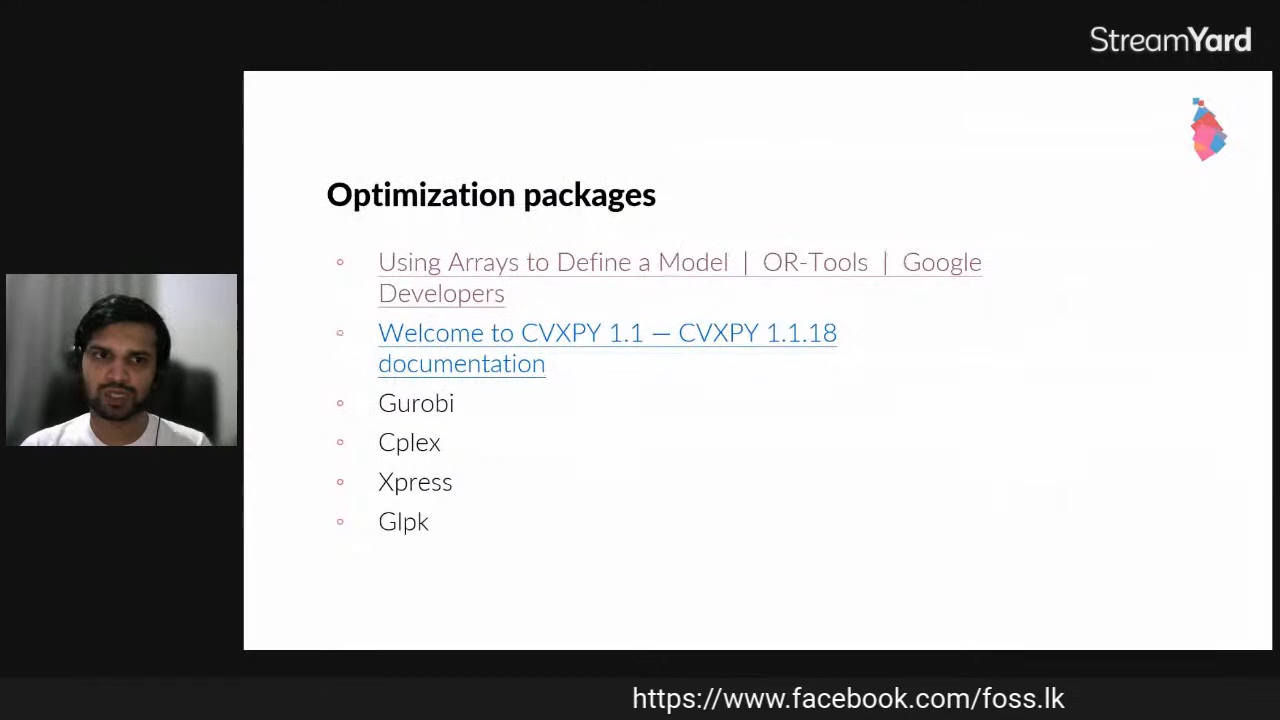 StreamYard
Optimization packages
Using Arrays to Define a Model | OR-Tools | Google
Developers
Welcome to CVXPY 1.1 — CVXPY 1.1.18
documentation
Gurobi
Cplex
Xpress
Glpk
https://www.facebook.com/foss.lk